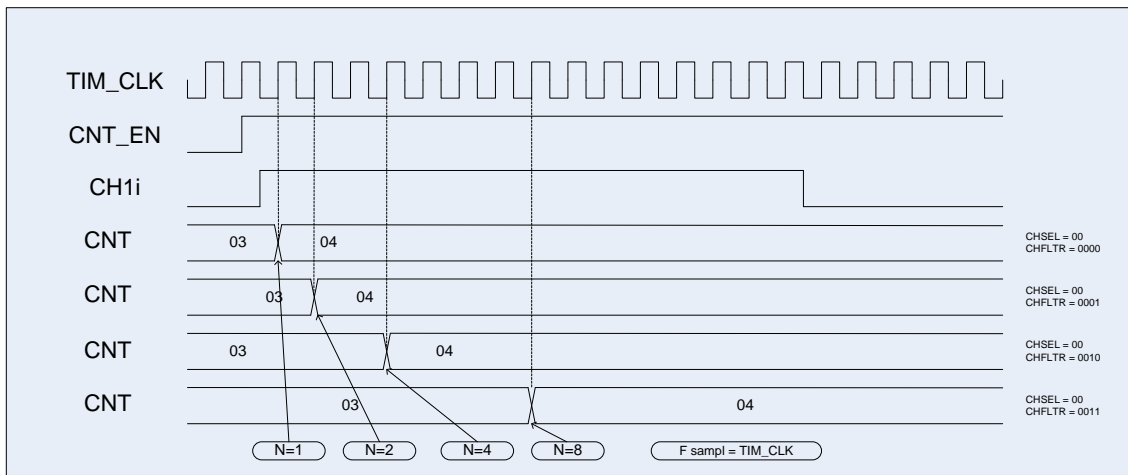 TIM_CLK
CNT_EN
CH1i
CNT
03
04
CHSEL = 00
CHFLTR = 0000
CNT
03
04
CHSEL = 00
CHFLTR = 0001
CNT
03
04
CHSEL = 00
CHFLTR = 0010
CNT
03
04
CHSEL = 00
CHFLTR = 0011
N=1
N=2
N=4
N=8
F sampl = TIM_CLK